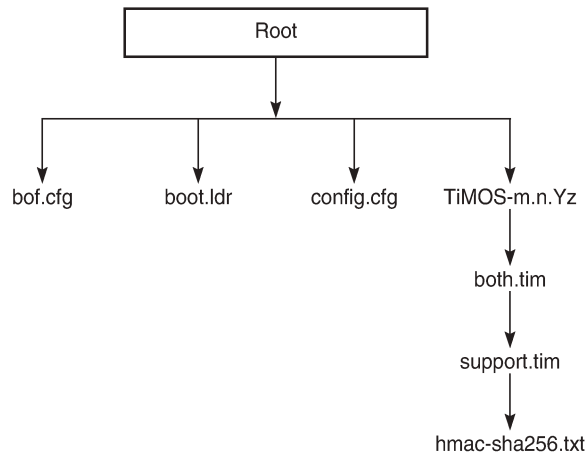 Root
bof.cfg boot.ldr config.cfg TiMOS-m.n.Yz
both.tim
support.tim
hmac-sha256.txt